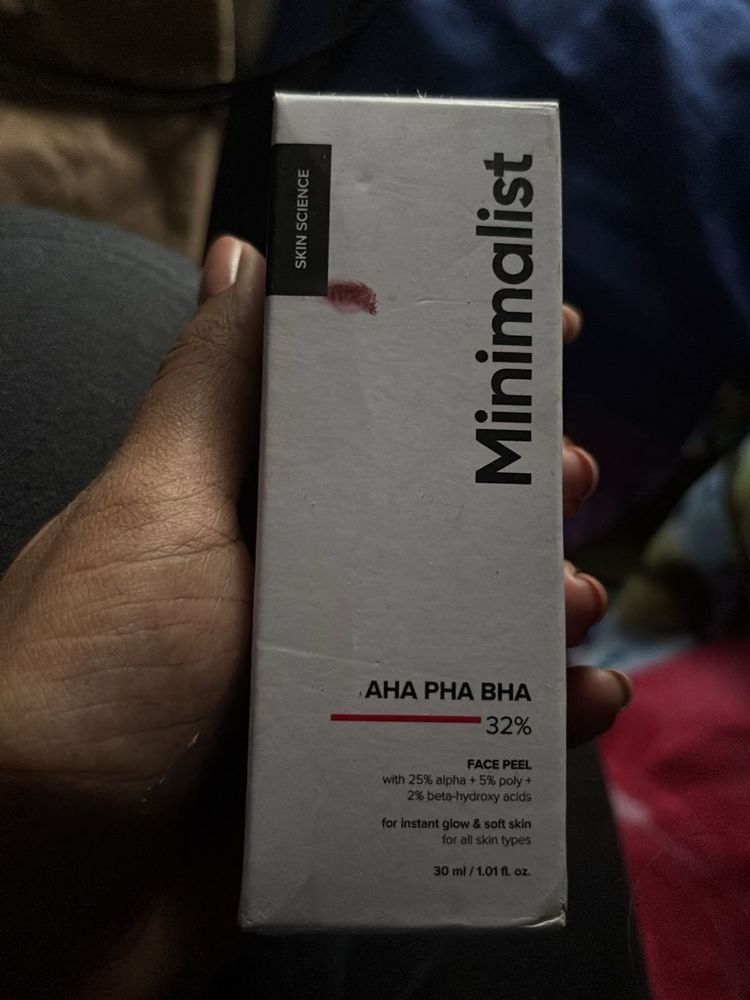 SKIN SCIENCE
Minimalist
AHA PHA BHA
32%
FACE PEEL
with 25% alpha + 5% poly +
2% beta-hydroxy acids
for instant glow & soft skin
for all skin types
30 ml / 1.01 fl. oz.